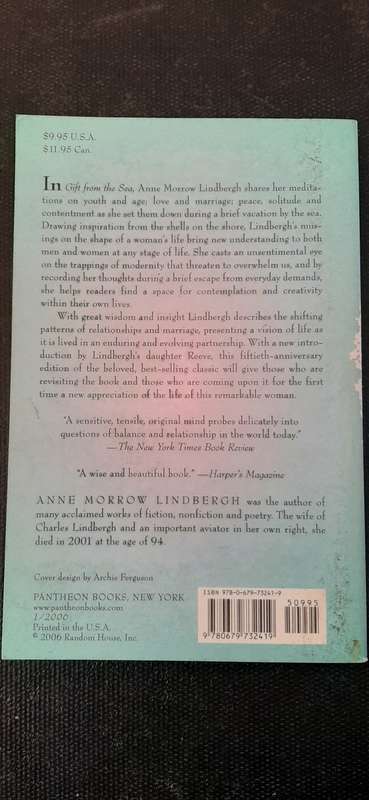 $9.95 U.S.A.
$11.95 Can.
In Gift from the Sea, Anne Morrow Lindbergh shares her medita-
tions on youth and age; love and marriage; peace, solitude and
contentment as she set them down during a brief vacation by the sea.
Drawing inspiration from the shells on the shore, Lindbergh's mus-
ings on the shape of a woman's life bring new understanding to both
men and women at any stage of life. She casts an unsentimental eye
on the trappings of modernity that threaten to overwhelm us, and by
recording her thoughts during a brief escape from everyday demands,
she helps readers find a space for contemplation and creativity
within their own lives.
With great wisdom and insight Lindbergh describes the shifting
patterns of relationships and marriage, presenting a vision of life as
it is lived in an enduring and evolving partnership. With a new intro-
duction by Lindbergh's daughter Reeve, this fiftieth-anniversary
edition of the beloved, best-selling classic will give those who are
revisiting the book and those who are coming upon it for the first
time a new appreciation of the life of this remarkable woman.
"A sensitive, tensile, original mind probes delicately into
questions of balance and relationship in the world today."
—The New York Times Book Review
"A wise and beautiful book." —Harper's Magazine
ANNE MORROW LINDBERGH was the author of
many acclaimed works of fiction, nonfiction and poetry. The wife of
Charles Lindbergh and an important aviator in her own right, she
died in 2001 at the age of 94.
Cover design by Archie Ferguson
PANTHEON BOOKS, NEW YORK
www.pantheonbooks.com
1/2006
Printed in the U.S.A.
© 2006 Random House, Inc.
ISBN 978-0-679-73241-9
50995
9 780679 732419